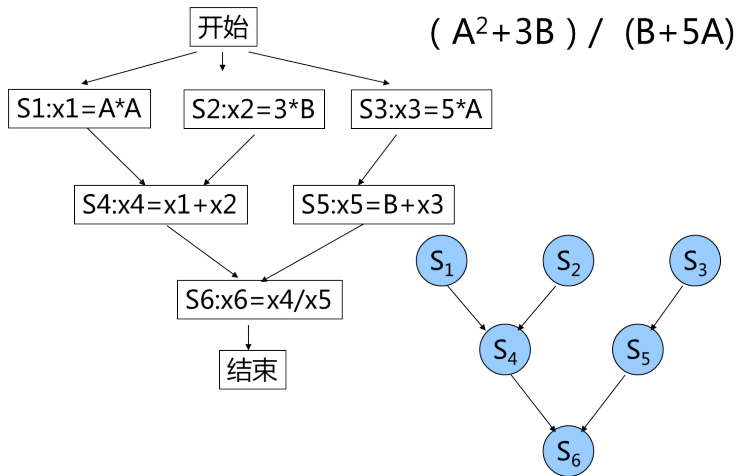 开始
( A²+3B ) / (B+5A)
S1:x1=A*A
S2:x2=3*B
S3:x3=5*A
S4:x4=x1+x2
S5:x5=B+x3
S6:x6=x4/x5
结束
S₁
S₂
S₃
S₄
S₅
S₆